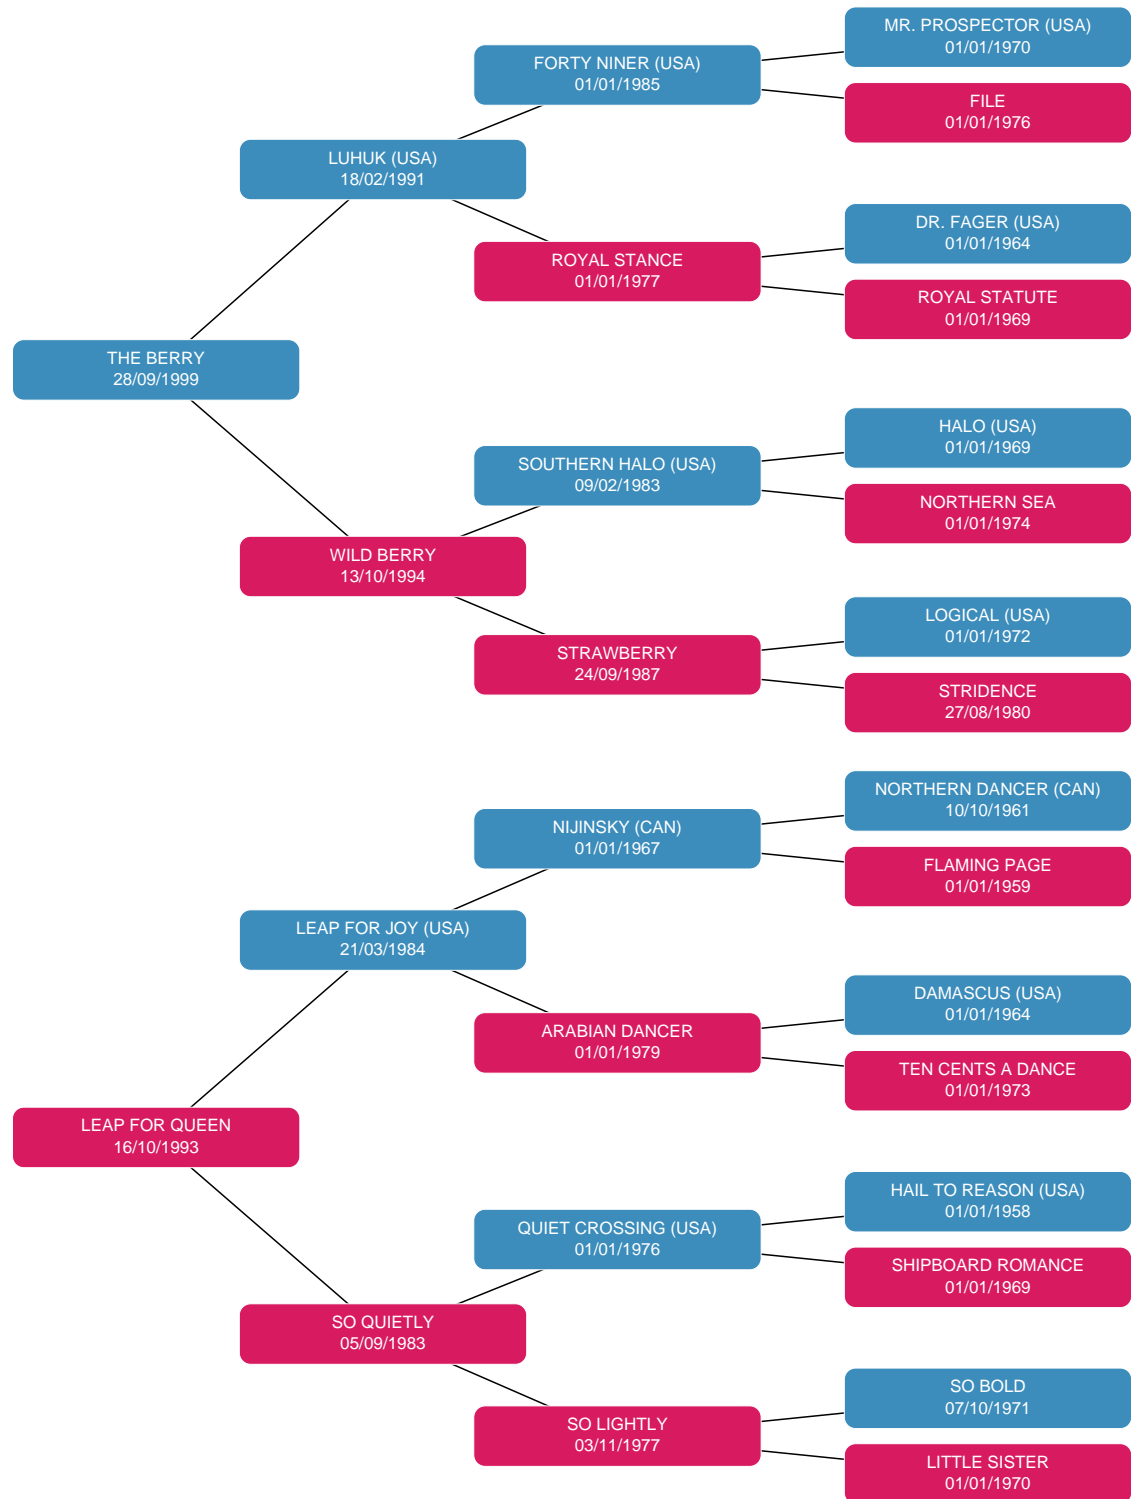 MR. PROSPECTOR (USA)
01/01/1970
FORTY NINER (USA)
01/01/1985
FILE
01/01/1976
LUHUK (USA)
18/02/1991
DR. FAGER (USA)
01/01/1964
ROYAL STANCE
01/01/1977
ROYAL STATUTE
01/01/1969
THE BERRY
28/09/1999
HALO (USA)
01/01/1969
SOUTHERN HALO (USA)
09/02/1983
NORTHERN SEA
01/01/1974
WILD BERRY
13/10/1994
LOGICAL (USA)
01/01/1972
STRAWBERRY
24/09/1987
STRIDENCE
27/08/1980
NORTHERN DANCER (CAN)
10/10/1961
NIJINSKY (CAN)
01/01/1967
FLAMING PAGE
01/01/1959
LEAP FOR JOY (USA)
21/03/1984
DAMASCUS (USA)
01/01/1964
ARABIAN DANCER
01/01/1979
TEN CENTS A DANCE
01/01/1973
LEAP FOR QUEEN
16/10/1993
HAIL TO REASON (USA)
01/01/1958
QUIET CROSSING (USA)
01/01/1976
SHIPBOARD ROMANCE
01/01/1969
SO QUIETLY
05/09/1983
SO BOLD
07/10/1971
SO LIGHTLY
03/11/1977
LITTLE SISTER
01/01/1970